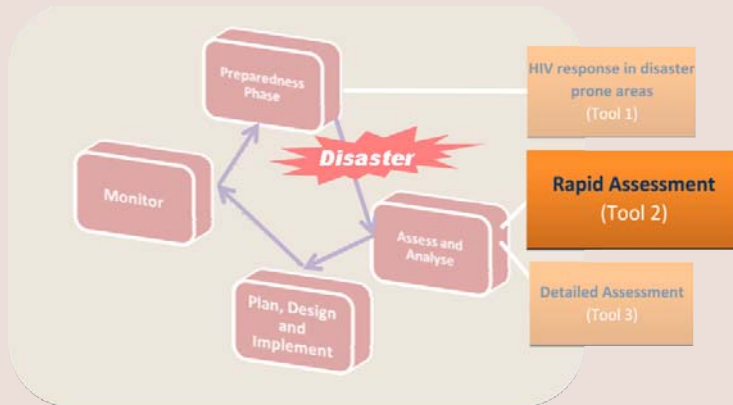 Preparedness
Phase
HIV response in disaster
prone areas
(Tool 1)
Disaster
Rapid Assessment
(Tool 2)
Monitor
Assess and
Analyse
Plan, Design
and
Implement
Detailed Assessment
(Tool 3)